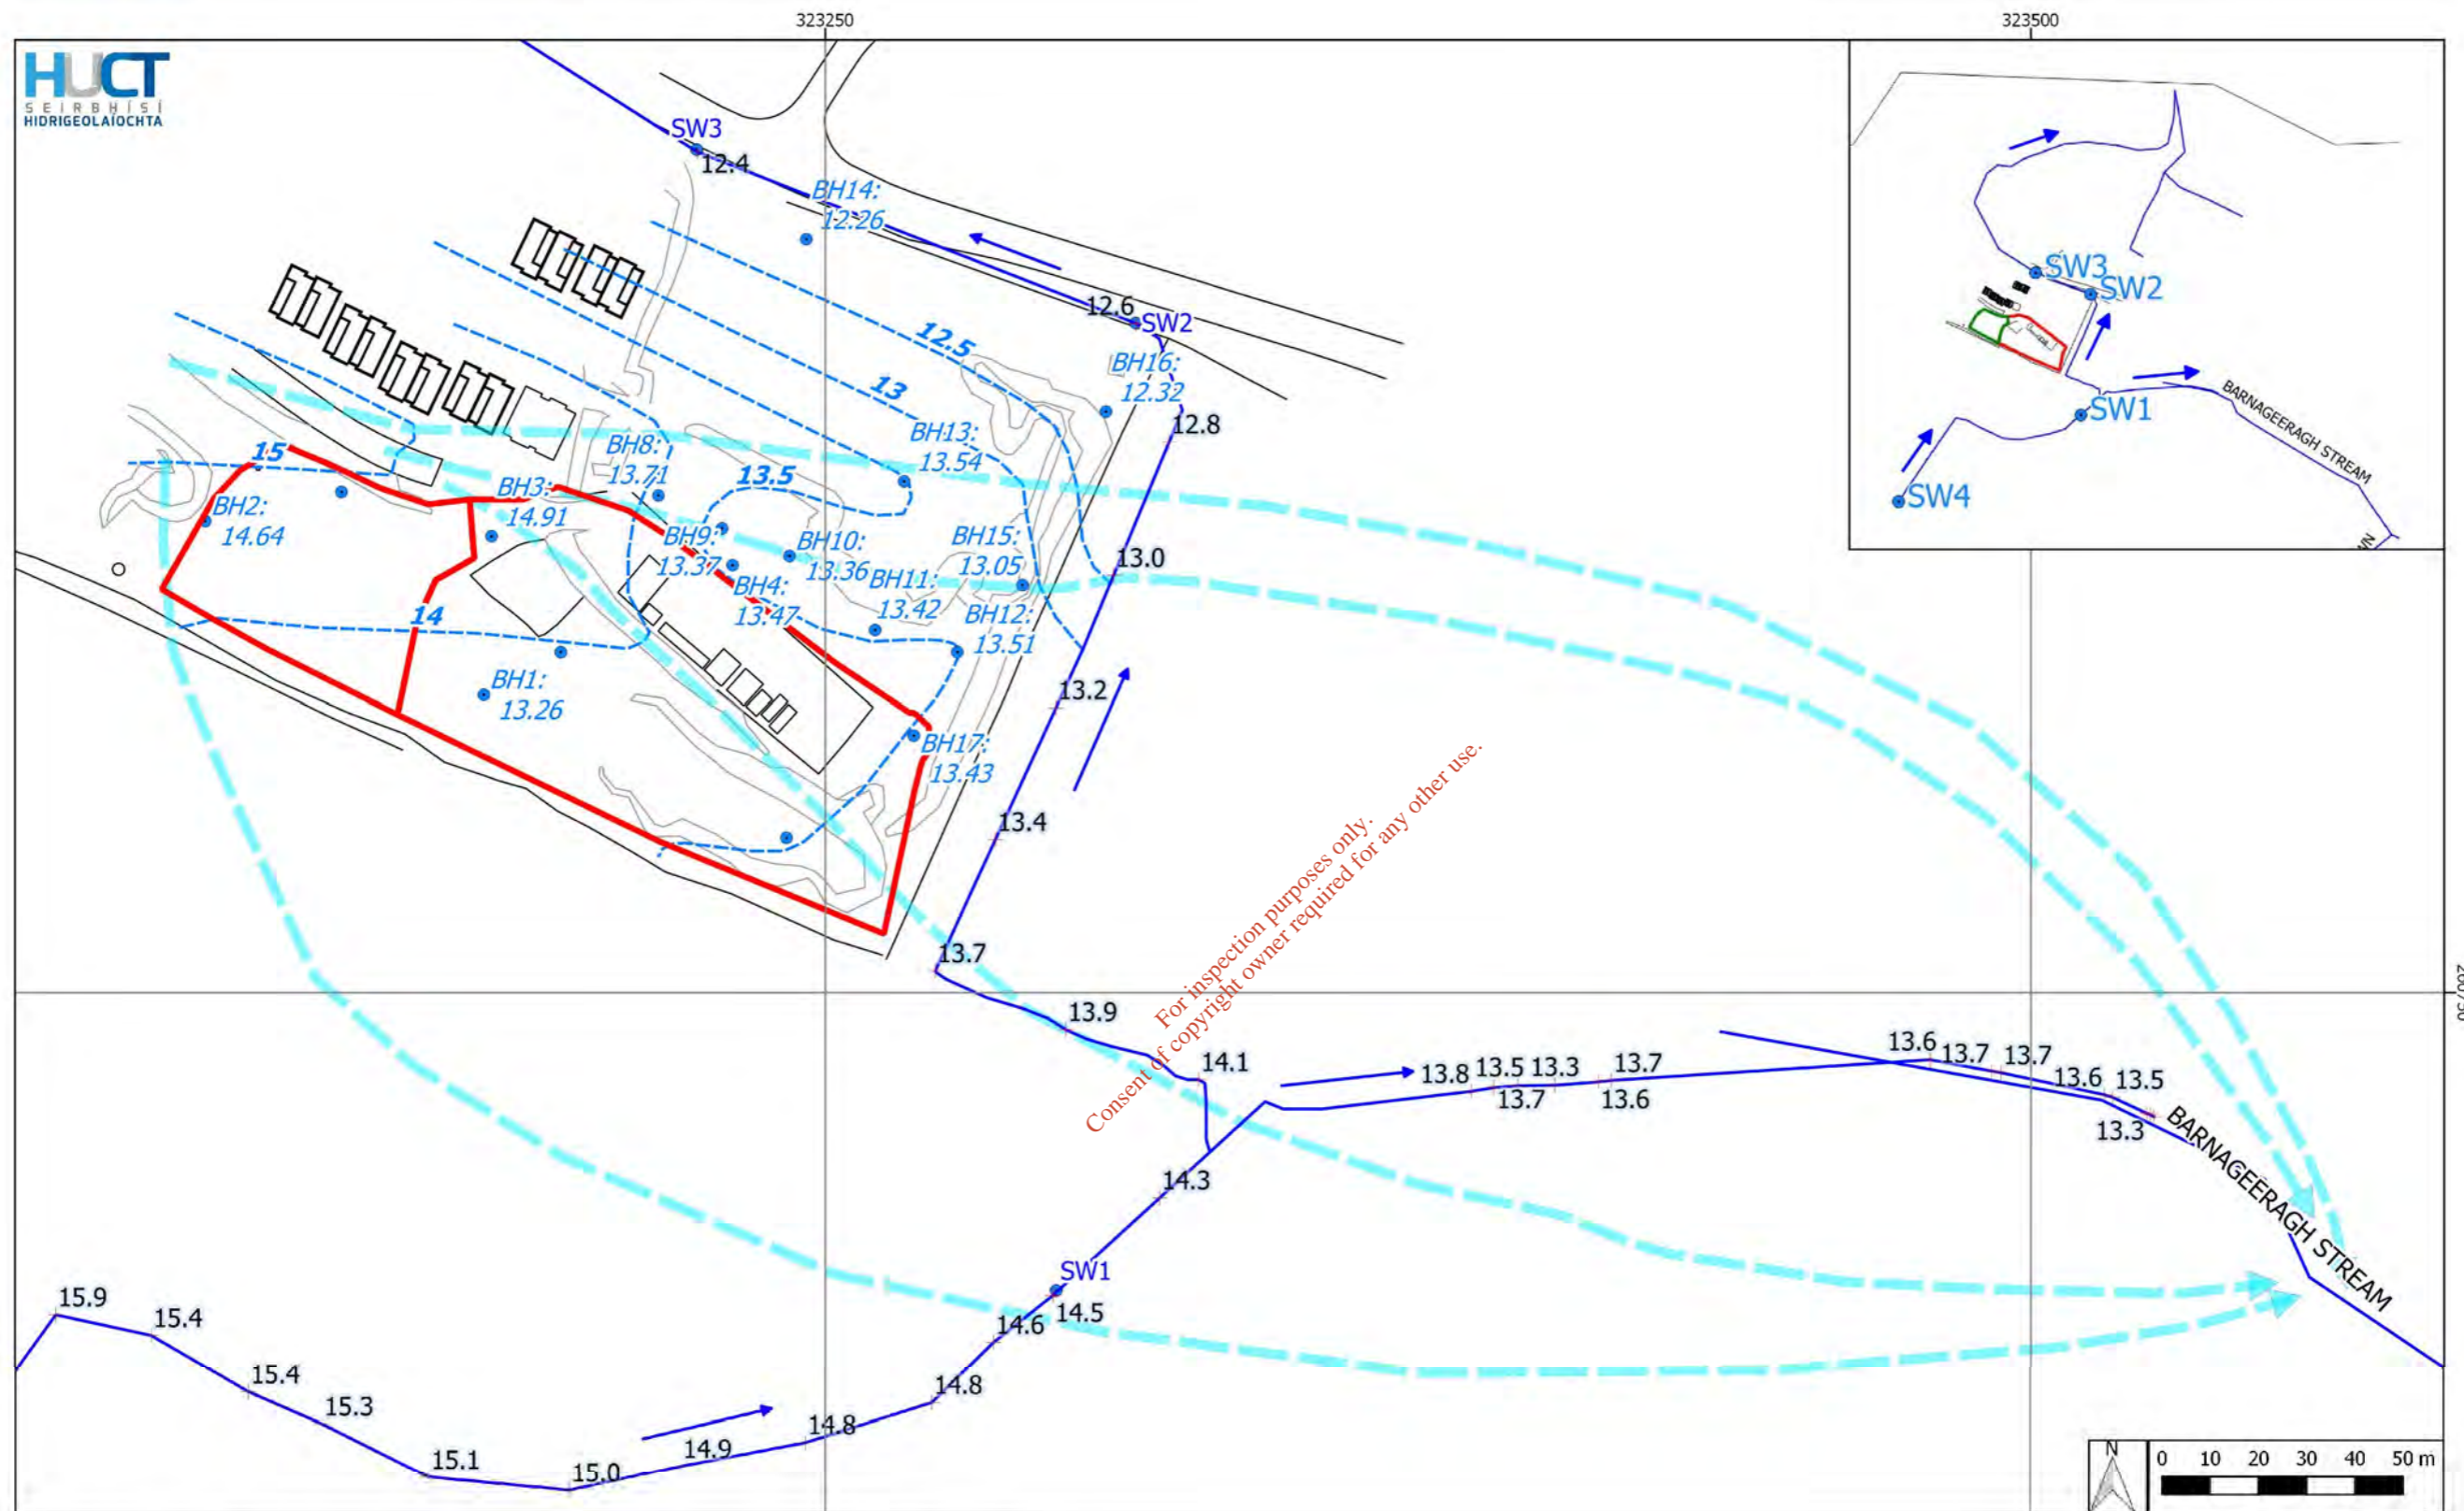 323250
323500
HUCT
SEIRBHÍSÍ
HIDRIGEOLAÍOCHTA
SW3
12.4
BH14:
12.26
12.6
SW2
12.5
BH16:
12.32
13
12.8
BH13:
13.54
BH8:
13.71
15
13.5
BH3:
14.91
BH2:
14.64
BH9:
13.37
BH10:
13.36
BH15:
13.05
13.0
BH4:
13.47
BH11:
13.42
BH12:
13.51
14
BH1:
13.26
13.2
BH17:
13.43
13.4
13.7
13.9
14.1
13.8
13.5
13.3
13.7
13.7
13.6
13.6
13.7
13.7
13.6
13.5
13.3
BARNAGEERAGH STREAM
14.3
SW1
14.5
14.6
14.8
14.8
14.9
15.0
15.1
15.3
15.4
15.4
15.9
For inspection purposes only.
Consent of copyright owner required for any other use.
SW3
SW2
SW1
SW4
BARNAGEERAGH STREAM
N
0 10 20 30 40 50 m